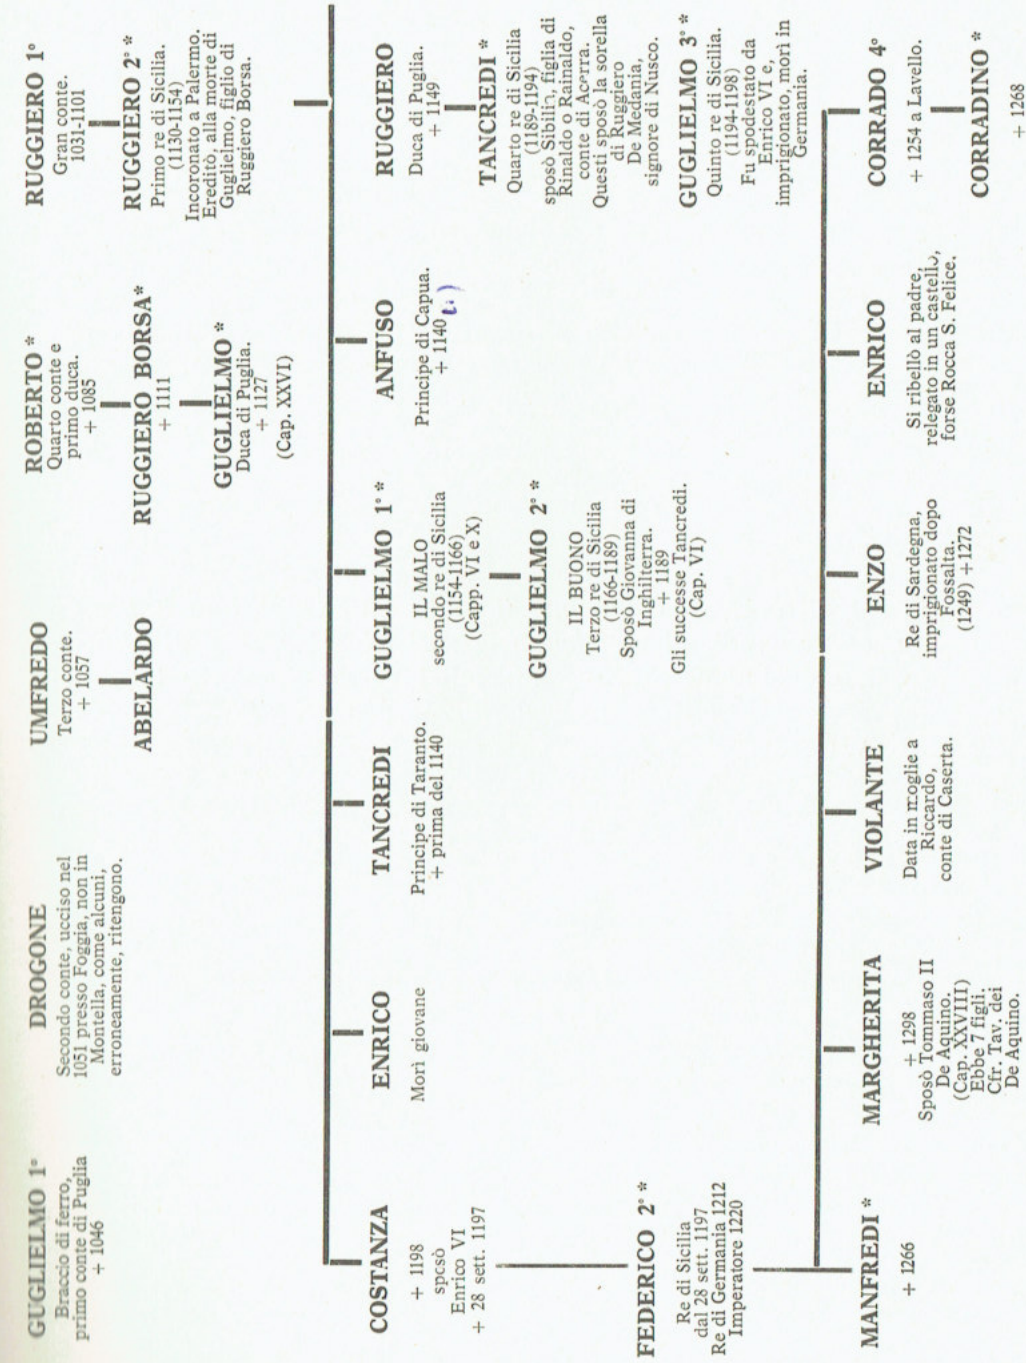 GUGLIELMO 1°
Braccio di ferro,
primo conte di Puglia
+ 1046
DROGONE
Secondo conte, ucciso nel
1051 presso Foggia, non in
Montella, come alcuni,
erroneamente, ritengono.
UMFREDO
Terzo conte.
+ 1057
ABELARDO
ROBERTO *
Quarto conte e
primo duca.
+ 1085
RUGGIERO BORSA*
+ 1111
GUGLIELMO *
Duca di Puglia.
+ 1127
(Cap. XXVI)
RUGGIERO 1°
Gran conte.
1031-1101
RUGGIERO 2° *
Primo re di Sicilia.
(1130-1154)
Incoronato a Palermo.
Ereditò, alla morte di
Guglielmo, figlio di
Ruggiero Borsa.
COSTANZA
+ 1198
sposò
Enrico VI
+ 28 sett. 1197
ENRICO
Morì giovane
TANCREDI
Principe di Taranto.
+ prima del 1140
GUGLIELMO 1° *
IL MALO
secondo re di Sicilia
(1154-1166)
(Capp. VI e X)
GUGLIELMO 2° *
IL BUONO
Terzo re di Sicilia
(1166-1189)
Sposò Giovanna di
Inghilterra.
+ 1189
Gli successe Tancredi.
(Cap. VI)
ANFUSO
Principe di Capua.
+ 1140
RUGGIERO
Duca di Puglia.
+ 1149
TANCREDI *
Quarto re di Sicilia
(1189-1194)
sposò Sibilia, figlia di
Rinaldo o Rainaldo,
conte di Acerra.
Questi sposò la sorella
di Ruggiero
De Medania,
signore di Nusco.
GUGLIELMO 3° *
Quinto re di Sicilia.
(1194-1198)
Fu spodestato da
Enrico VI e,
imprigionato, morì in
Germania.
FEDERICO 2° *
Re di Sicilia
dal 28 sett. 1197
Re di Germania 1212
Imperatore 1220
MANFREDI *
+ 1266
MARGHERITA
+ 1298
Sposò Tommaso II
De Aquino.
(Cap. XXVIII)
Ebbe 7 figli.
Cfr. Tav. dei
De Aquino.
VIOLANTE
Data in moglie a
Riccardo,
conte di Caserta.
ENZO
Re di Sardegna,
imprigionato dopo
Fossalta.
(1249) +1272
ENRICO
Si ribellò al padre,
relegato in un castello,
forse Rocca S. Felice.
CORRADO 4°
+ 1254 a Lavello.
CORRADINO *
+ 1268